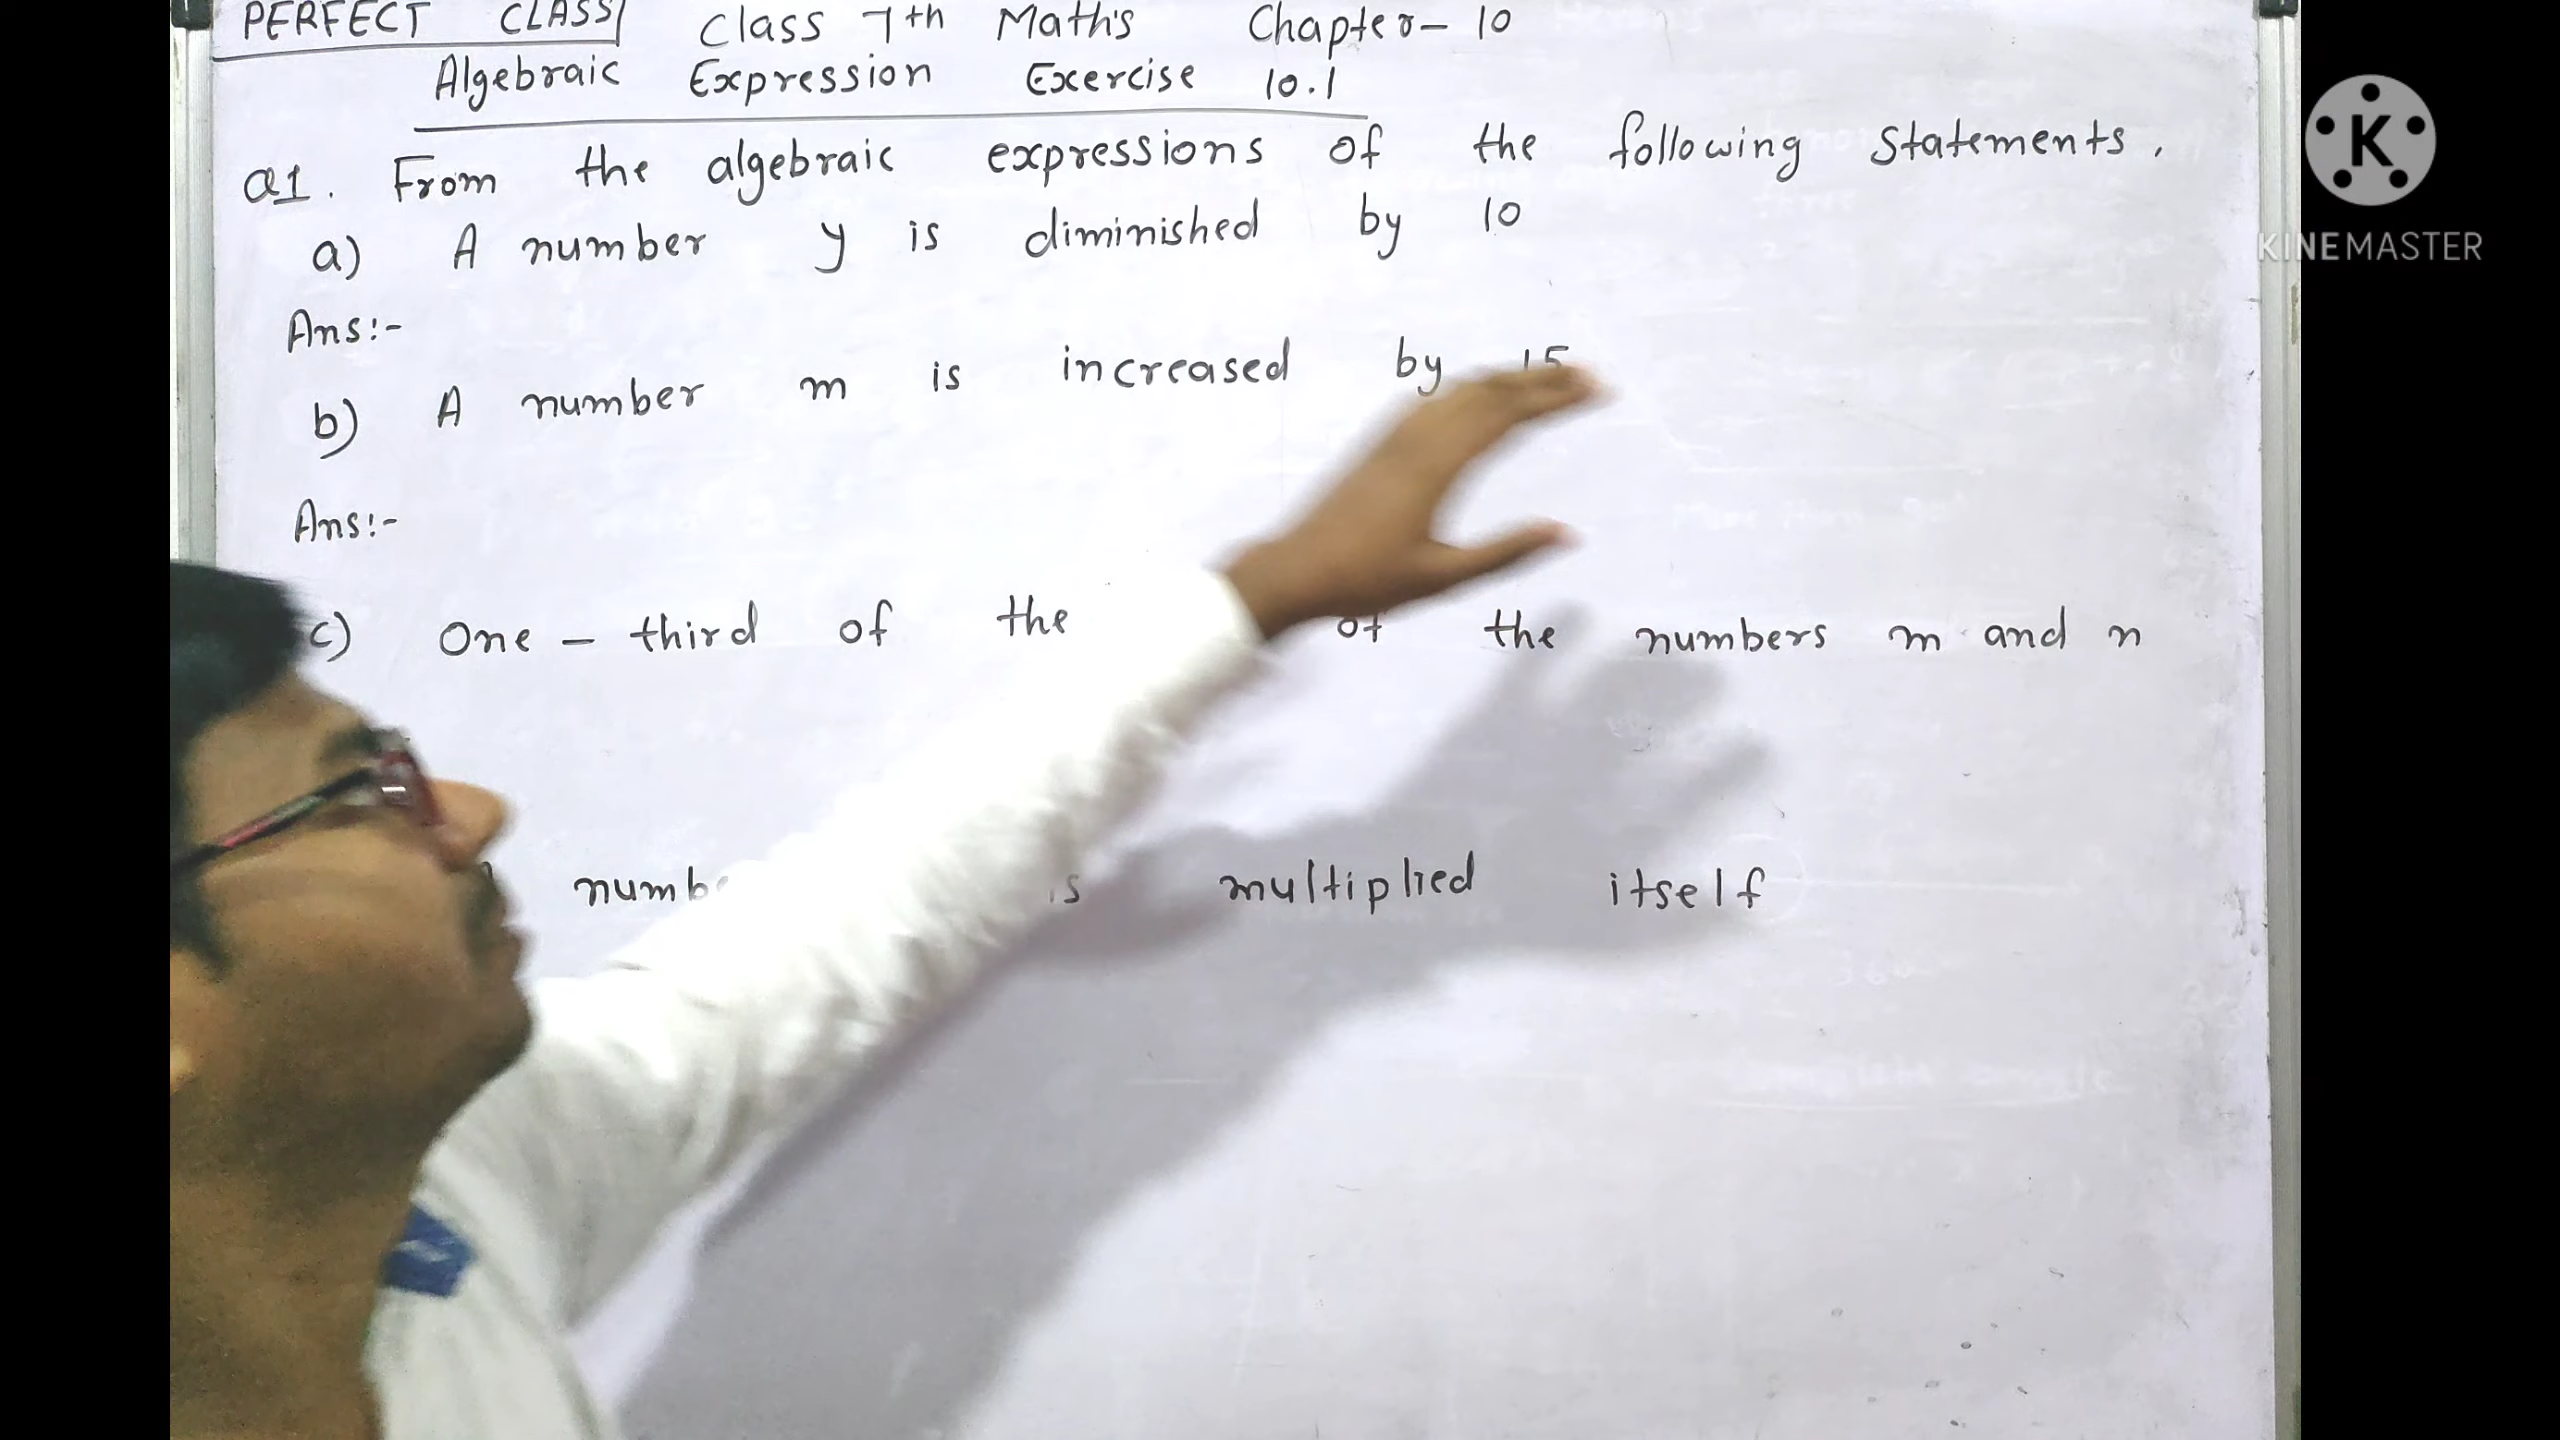 PERFECT CLASS Class 7th Math's Chapter- 10
Algebraic Expression Exercise 10.1
Q1. From the algebraic expressions of the following Statements.
a) A number y is diminished by 10
Ans:-
b) A number m is increased by 15
Ans:-
c) One - third of the of the numbers m and n
is multiplied itself
K
KINEMASTER